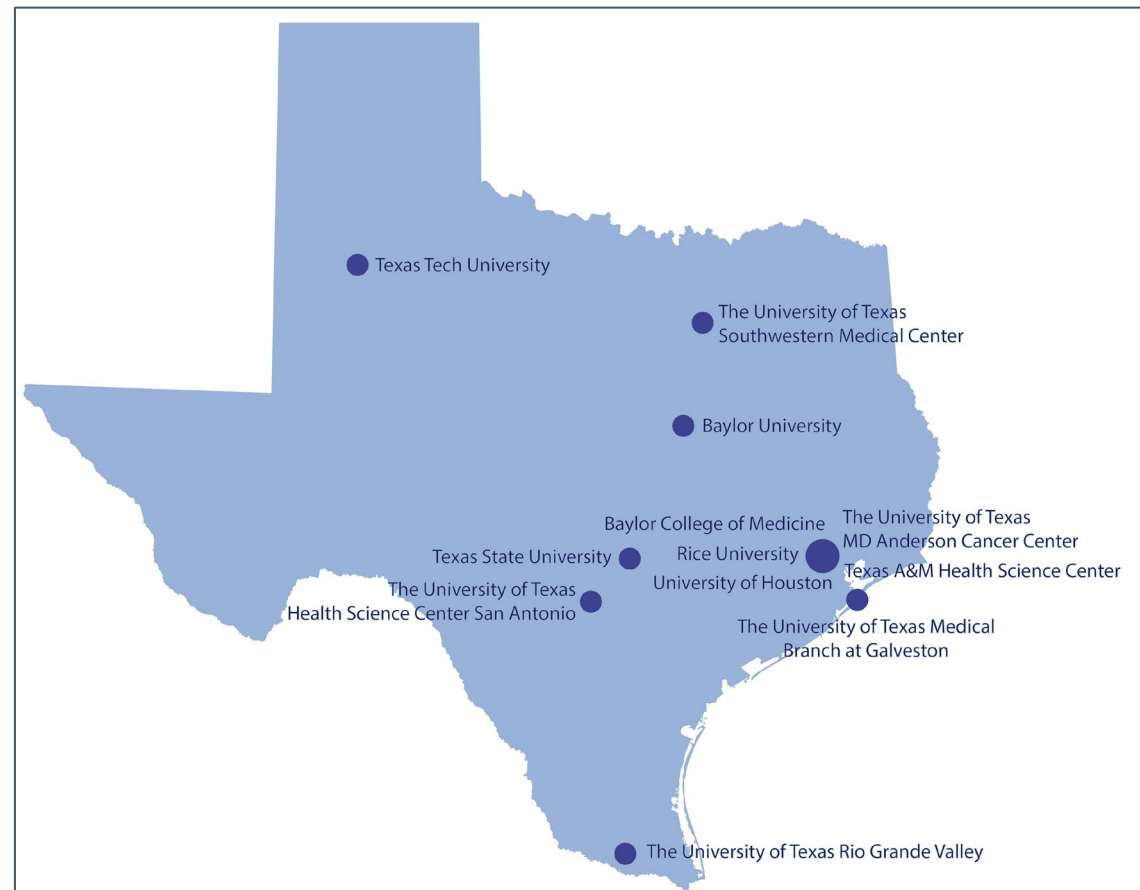 Texas Tech University
The University of Texas
Southwestern Medical Center
Baylor University
Baylor College of Medicine
Rice University
University of Houston
The University of Texas
MD Anderson Cancer Center
Texas A&M Health Science Center
Texas State University
The University of Texas
Health Science Center San Antonio
The University of Texas Medical
Branch at Galveston
The University of Texas Rio Grande Valley